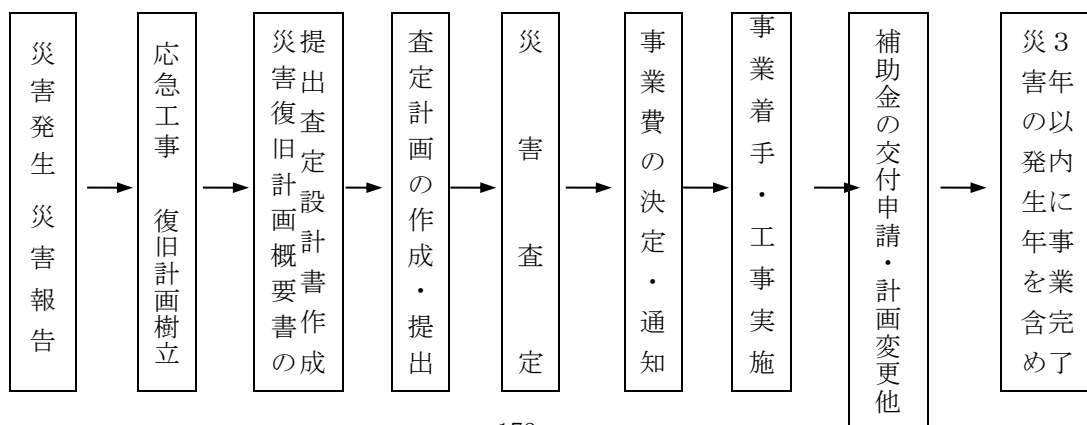 災害発生 災害報告
応急工事 復旧計画樹立
災害復旧計画概要書の
提出査定設計書作成
査定計画の作成・提出
災害査定
事業費の決定・通知
事業着手・工事実施
補助金の交付申請・計画変更他
災害の発生年を含め
３年以内に事業完了